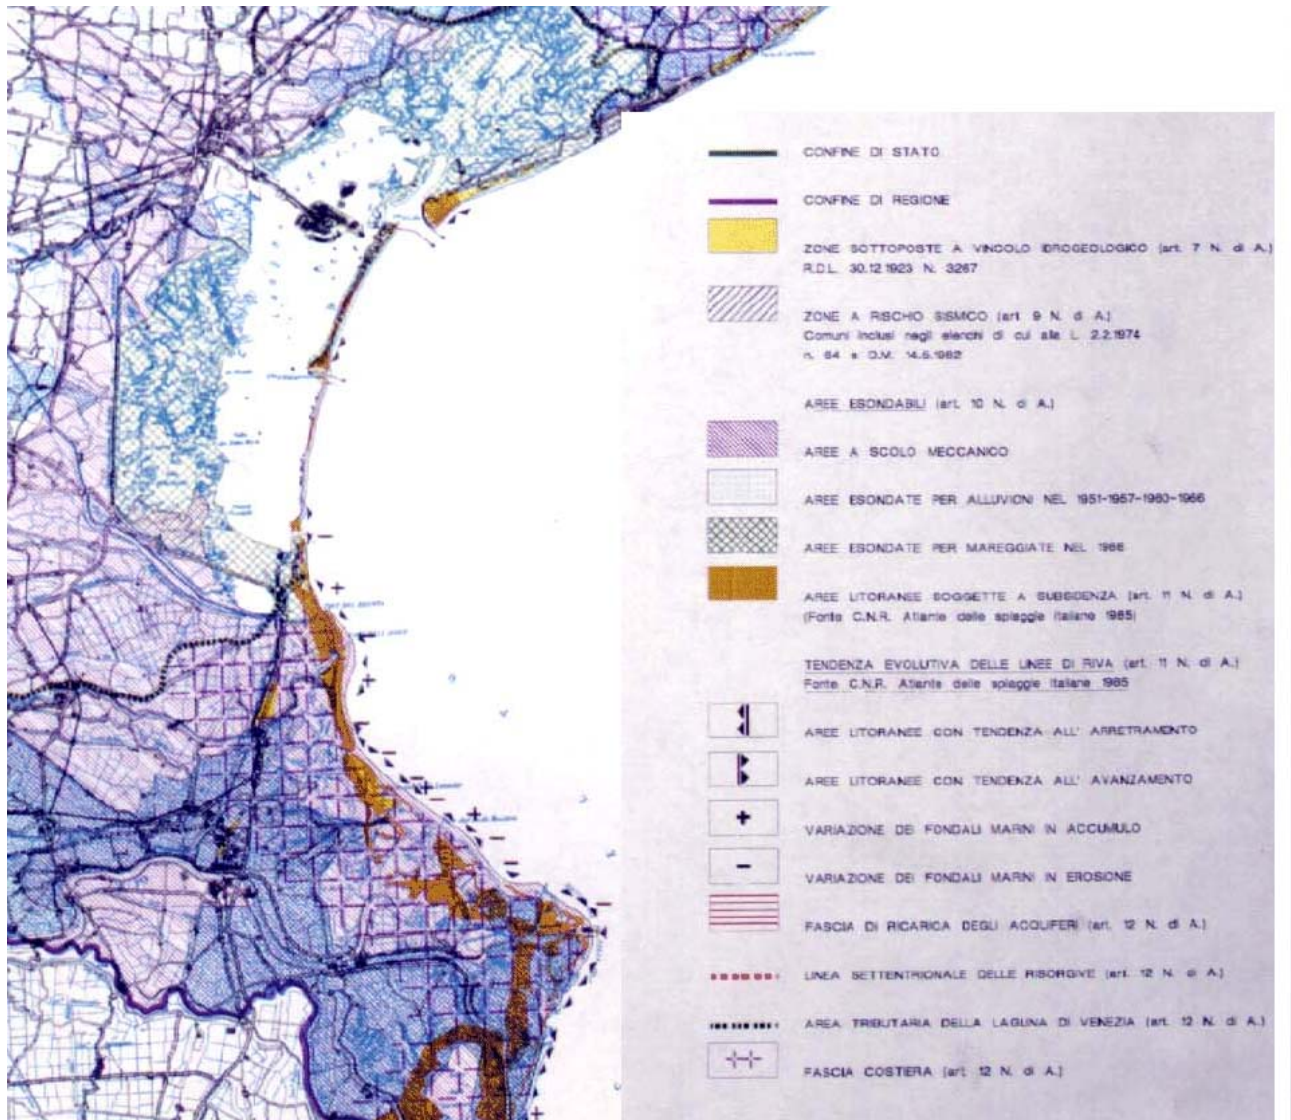 CONFINE DI STATO
CONFINE DI REGIONE
ZONE SOTTOPOSTE A VINCOLO IDROGEOLOGICO (art. 7 N. di A.)
R.D.L. 30.12.1923 N. 3267
ZONE A RISCHIO SISMICO (art. 9 N. di A.)
Comuni inclusi negli elenchi di cui alla L. 2.2.1974
n. 64 e D.M. 14.5.1982
AREE ESONDABILI (art. 10 N. di A.)
AREE A SCOLO MECCANICO
AREE ESONDATE PER ALLUVIONI NEL 1951-1957-1960-1966
AREE ESONDATE PER MAREGGIATE NEL 1966
AREE LITORANEE SOGGETTE A SUBSIDENZA (art. 11 N. di A.)
(Fonte C.N.R. Atlante delle spiagge italiane 1985)
TENDENZA EVOLUTIVA DELLE LINEE DI RIVA (art. 11 N. di A.)
Fonte C.N.R. Atlante delle spiagge italiane 1985
AREE LITORANEE CON TENDENZA ALL' ARRETRAMENTO
AREE LITORANEE CON TENDENZA ALL' AVANZAMENTO
VARIAZIONE DEI FONDALI MARINI IN ACCUMULO
VARIAZIONE DEI FONDALI MARINI IN EROSIONE
FASCIA DI RICARICA DEGLI ACQUIFERI (art. 12 N. di A.)
LINEA SETTENTRIONALE DELLE RISORGIVE (art. 12 N. di A.)
AREA TRIBUTARIA DELLA LAGUNA DI VENEZIA (art. 12 N. di A.)
FASCIA COSTIERA (art. 12 N. di A.)